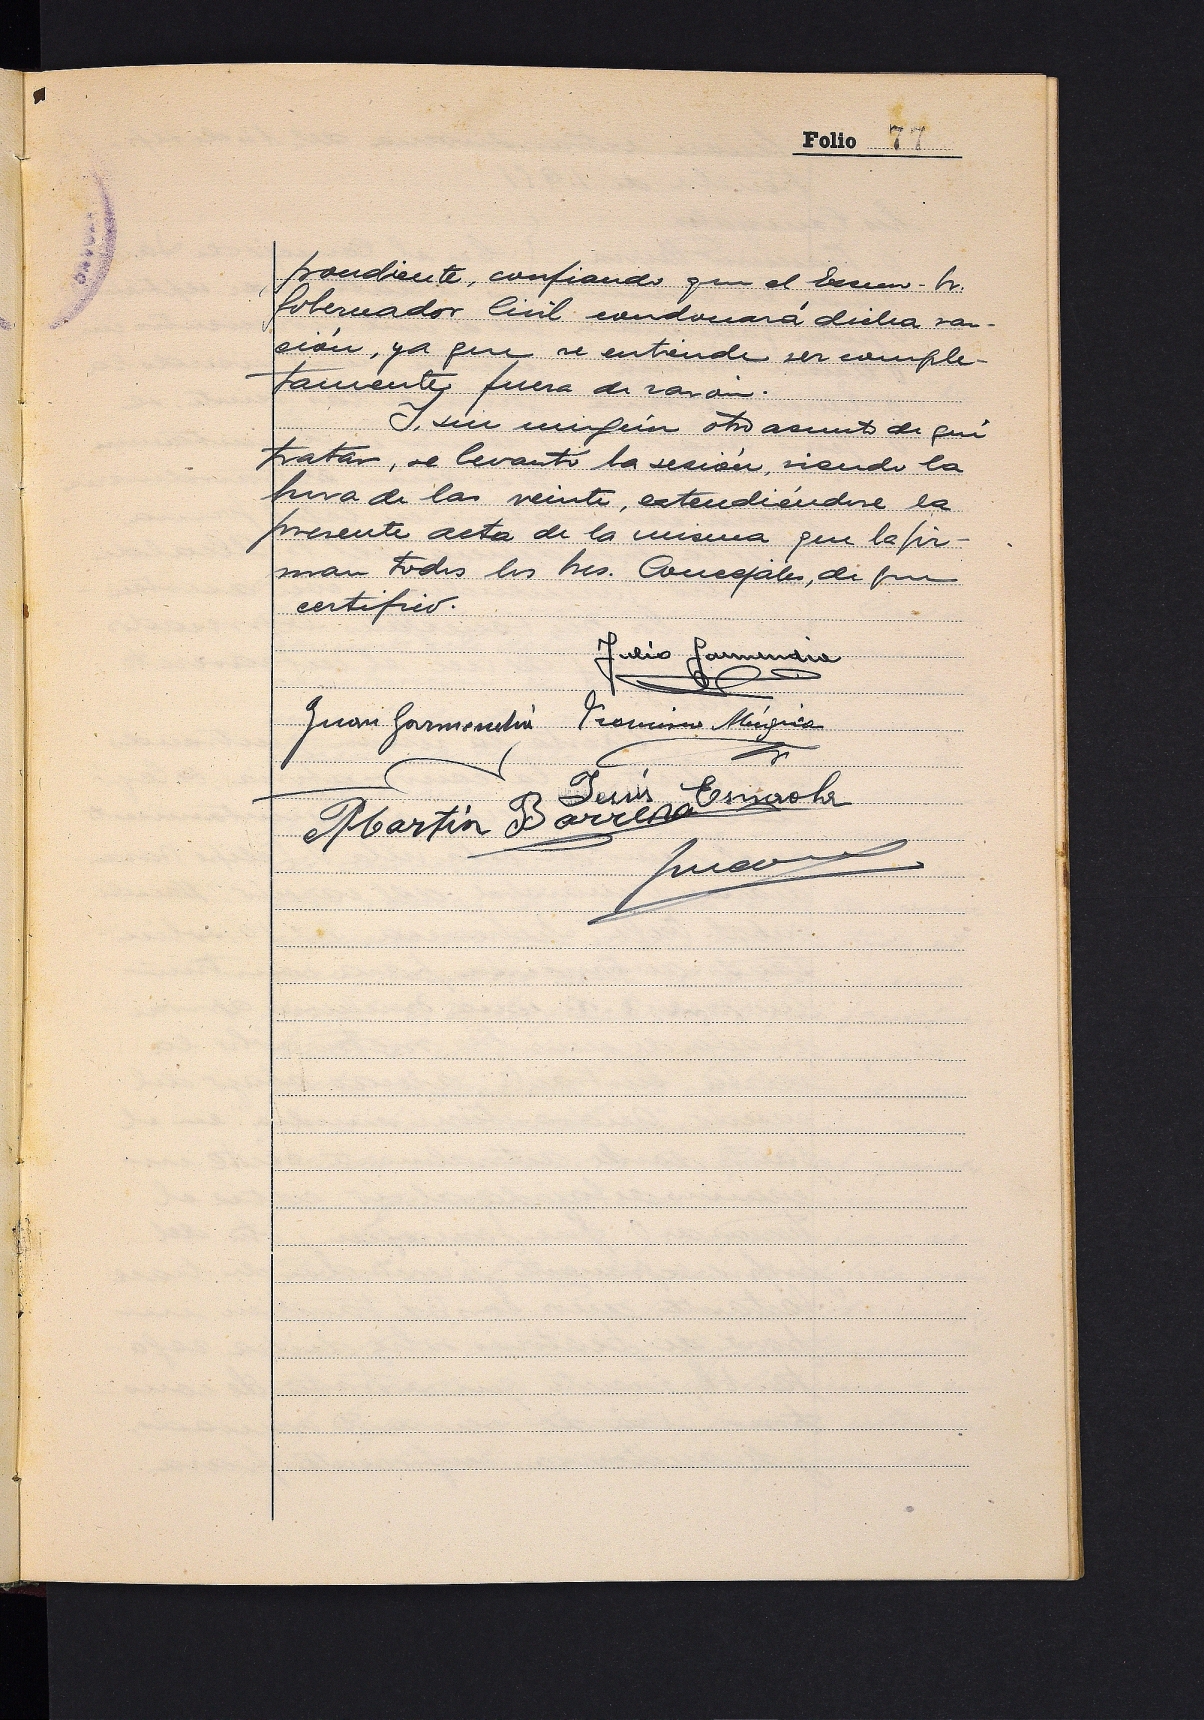 Folio 77
pondiente, confiando que el Excmo. Sr.
Gobernador Civil condonará dicha san-
ción, ya que se entiende ser comple-
tamente fuera de razón.
Y, sin ningún otro asunto de qué
tratar, se levantó la sesión, siendo la
hora de las veinte, extendiéndose la
presente acta de la misma que la fir-
man todos los Sres. Concejales, de que
certifico.
Julio Garmendia
Juan Garmendia Francisco Múgica
Jesús
Martín Barrena